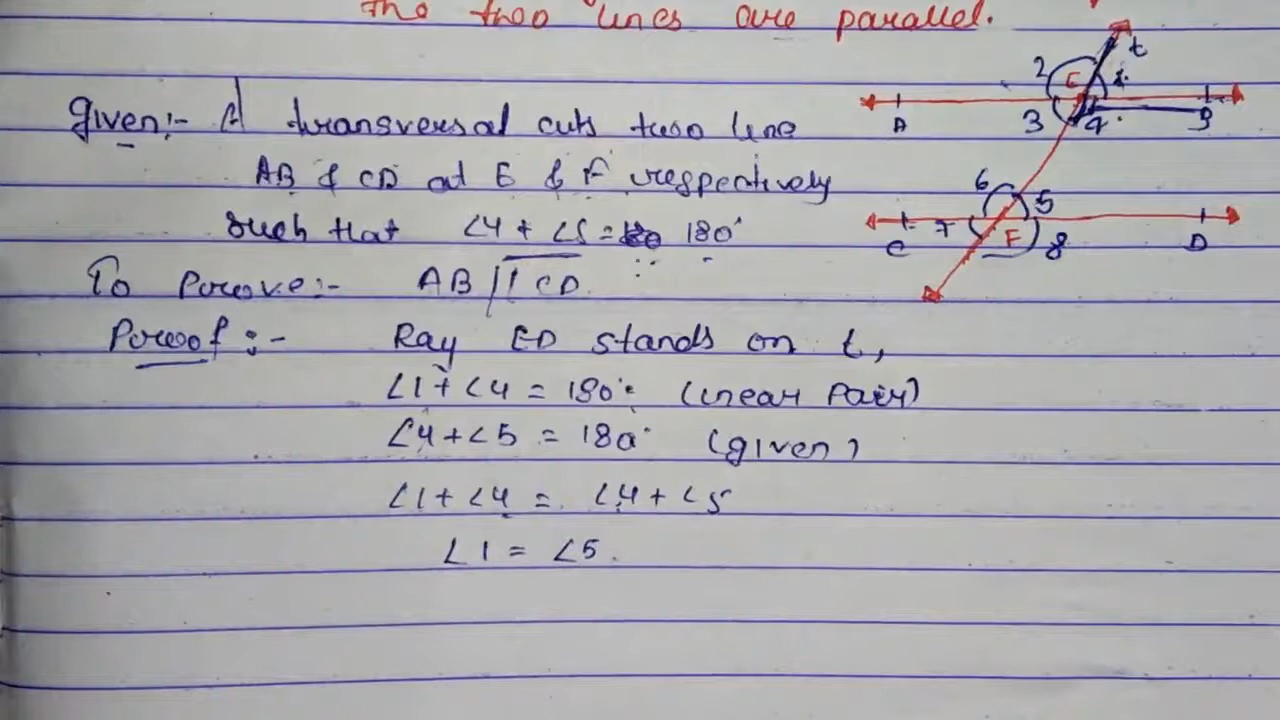 The two lines are parallel.
Given:- A transversal cuts two line
AB & CD at E & F respectively
such that ∠4 + ∠5 = 180°
To Prove:- AB || CD
Proof:- Ray ED stands on t,
∠1 + ∠4 = 180° (linear Pair)
∠4 + ∠5 = 180° (given)
∠1 + ∠4 = ∠4 + ∠5
∠1 = ∠5.
t
2 E 1
A 3 4 B
6 5
C 7 F 8 D